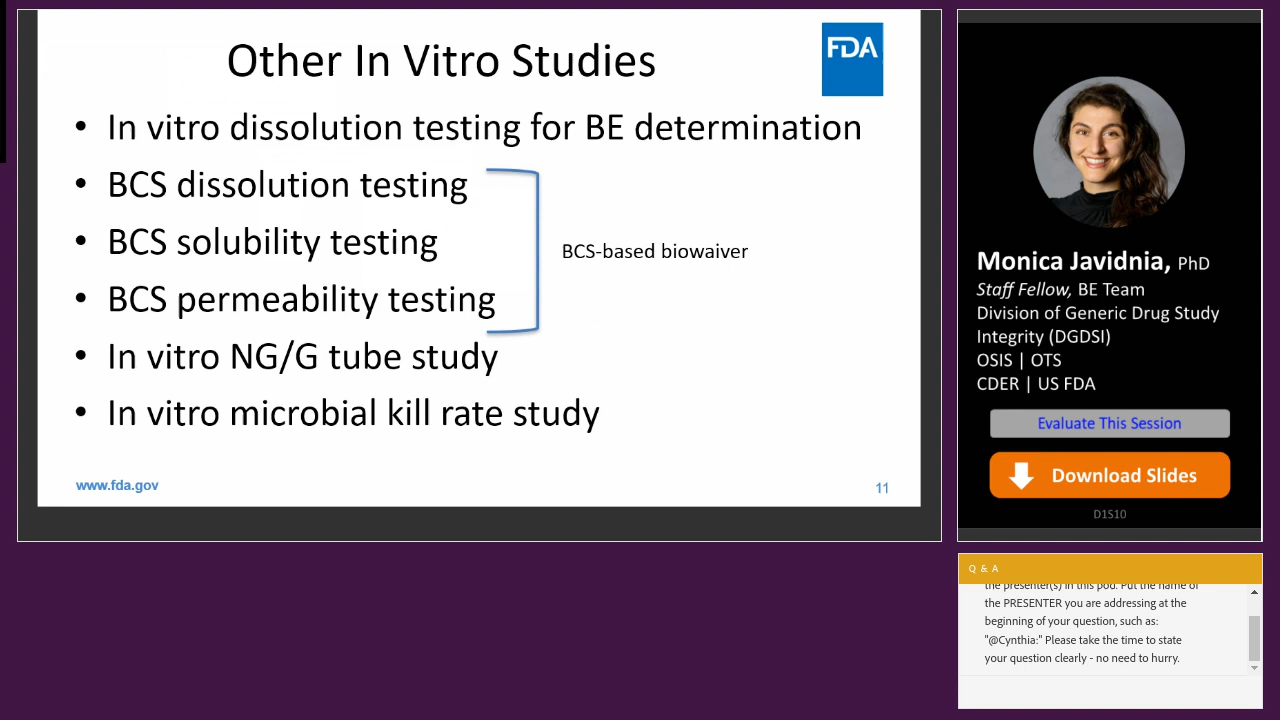 Other In Vitro Studies
FDA
• In vitro dissolution testing for BE determination
• BCS dissolution testing
• BCS solubility testing
BCS-based biowaiver
• BCS permeability testing
• In vitro NG/G tube study
• In vitro microbial kill rate study
www.fda.gov
11
Monica Javidnia, PhD
Staff Fellow, BE Team
Division of Generic Drug Study
Integrity (DGDSI)
OSIS | OTS
CDER | US FDA
Evaluate This Session
Download Slides
D1S10
Q & A
the presenter(s) in this pod. Put the name of
the PRESENTER you are addressing at the
beginning of your question, such as:
"@Cynthia:" Please take the time to state
your question clearly - no need to hurry.